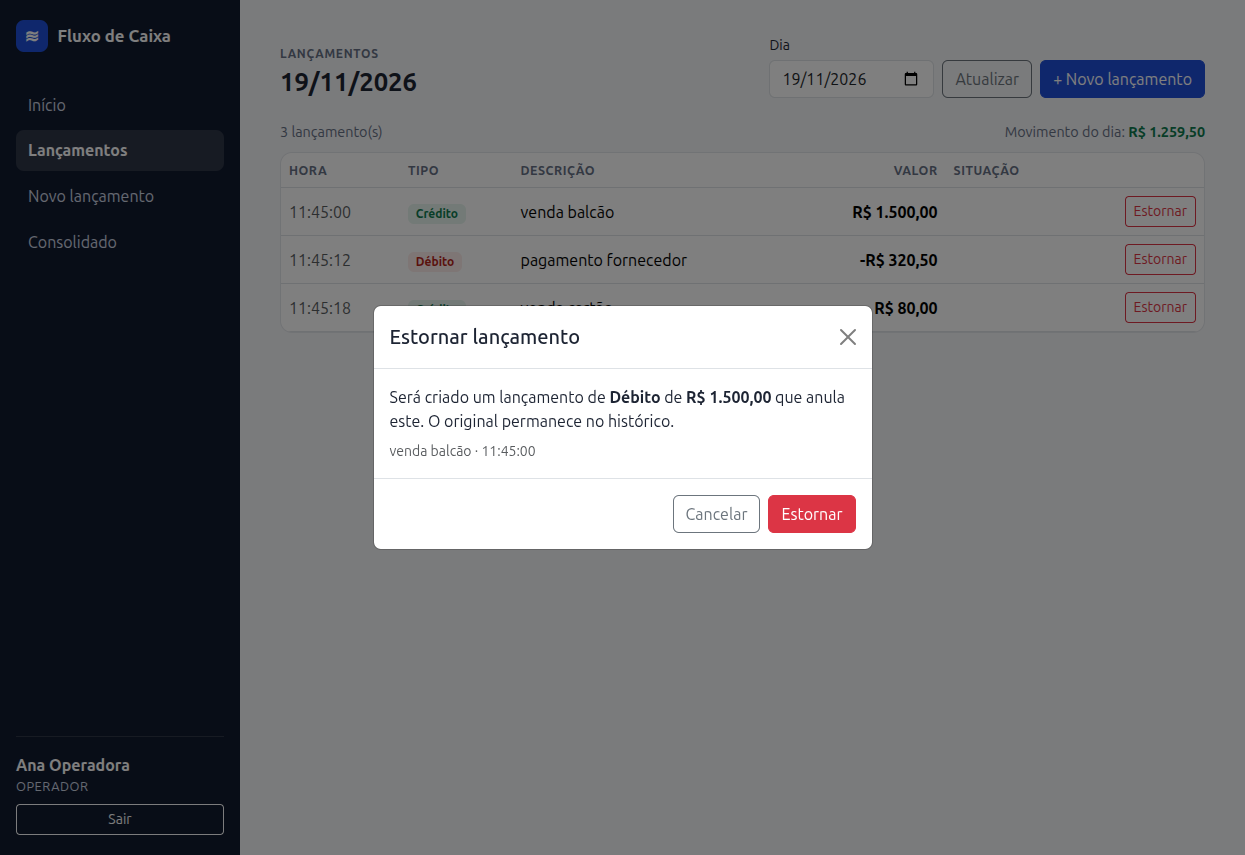 Fluxo de Caixa
Início
Lançamentos
Novo lançamento
Consolidado
Ana Operadora
OPERADOR
Sair
LANÇAMENTOS
19/11/2026
Dia
19/11/2026
Atualizar
+ Novo lançamento
3 lançamento(s)
Movimento do dia: R$ 1.259,50
HORA TIPO DESCRIÇÃO VALOR SITUAÇÃO
11:45:00 Crédito venda balcão R$ 1.500,00 Estornar
11:45:12 Débito pagamento fornecedor -R$ 320,50 Estornar
11:45:18 R$ 80,00 Estornar
Estornar lançamento
Será criado um lançamento de Débito de R$ 1.500,00 que anula
este. O original permanece no histórico.
venda balcão · 11:45:00
Cancelar
Estornar